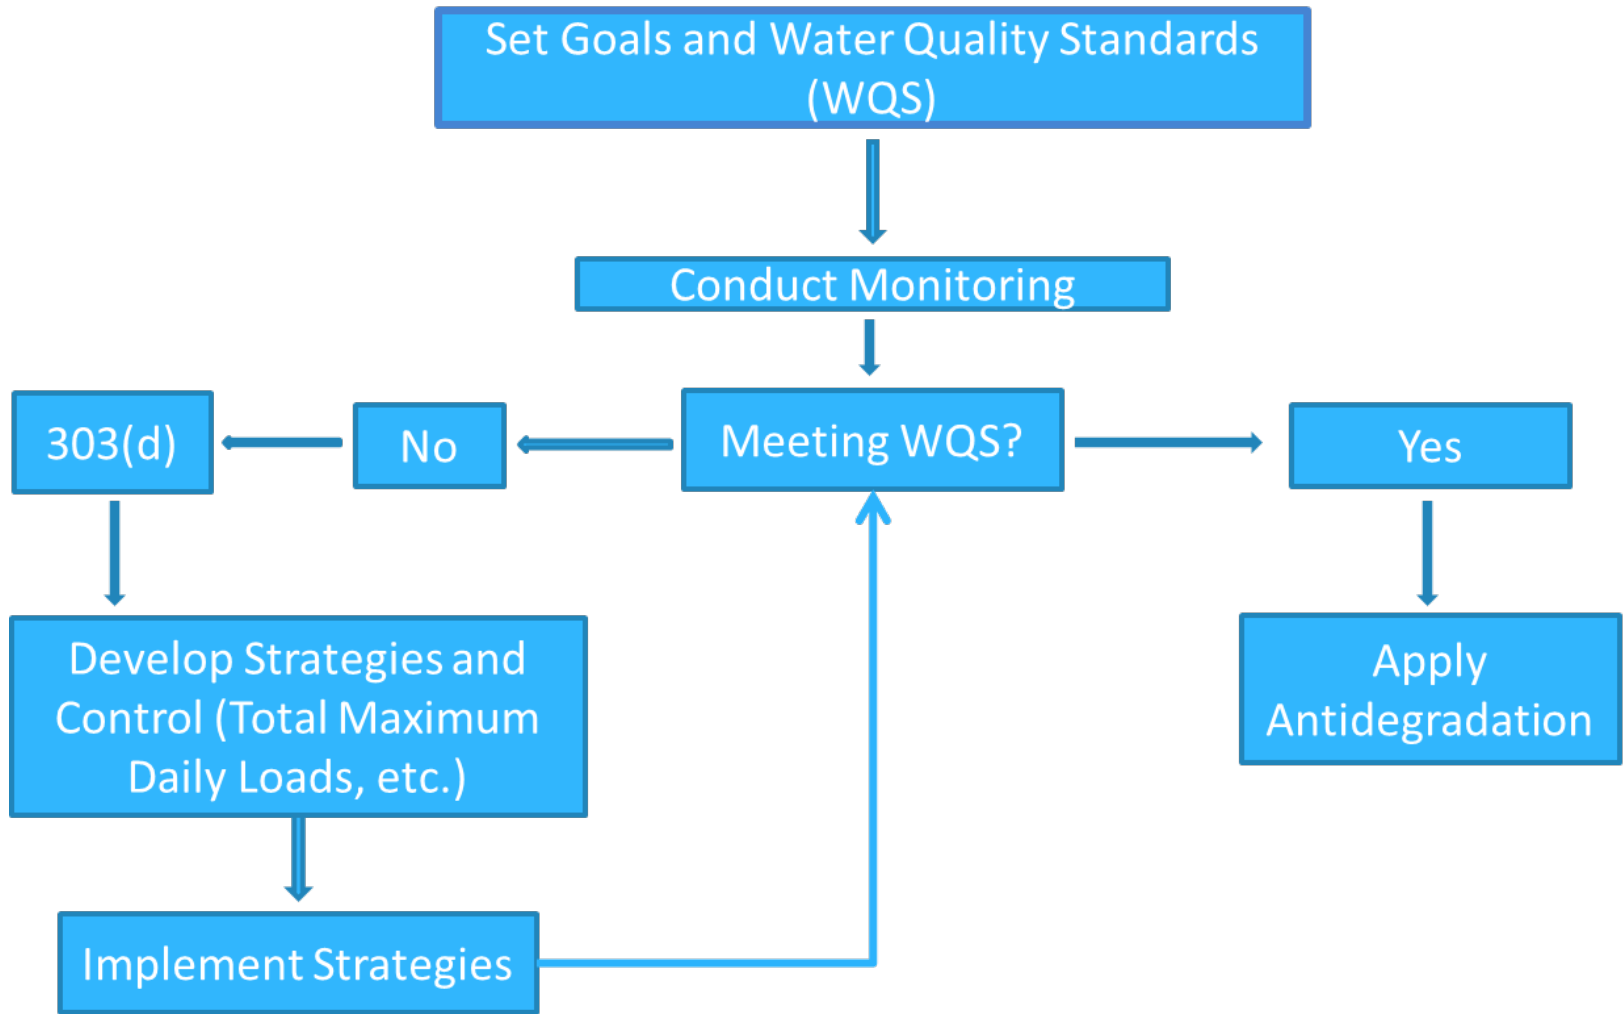 Set Goals and Water Quality Standards
(WQS)
Conduct Monitoring
303(d)
No
Meeting WQS?
Yes
Develop Strategies and
Control (Total Maximum
Daily Loads, etc.)
Apply
Antidegradation
Implement Strategies